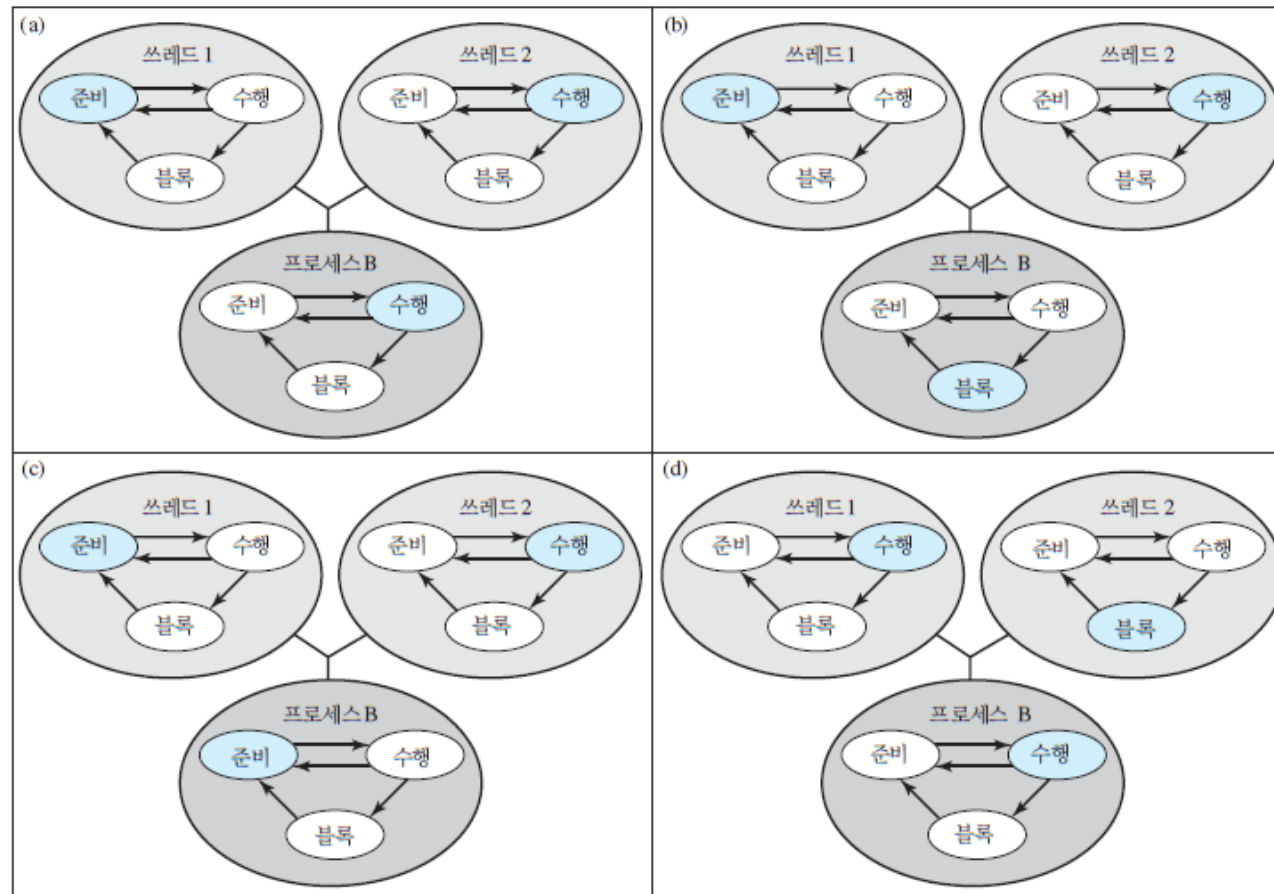 (a)
쓰레드 1
준비
수행
블록
쓰레드 2
준비
수행
블록
프로세스 B
준비
수행
블록
(b)
쓰레드 1
준비
수행
블록
쓰레드 2
준비
수행
블록
프로세스 B
준비
수행
블록
(c)
쓰레드 1
준비
수행
블록
쓰레드 2
준비
수행
블록
프로세스 B
준비
수행
블록
(d)
쓰레드 1
준비
수행
블록
쓰레드 2
준비
수행
블록
프로세스 B
준비
수행
블록